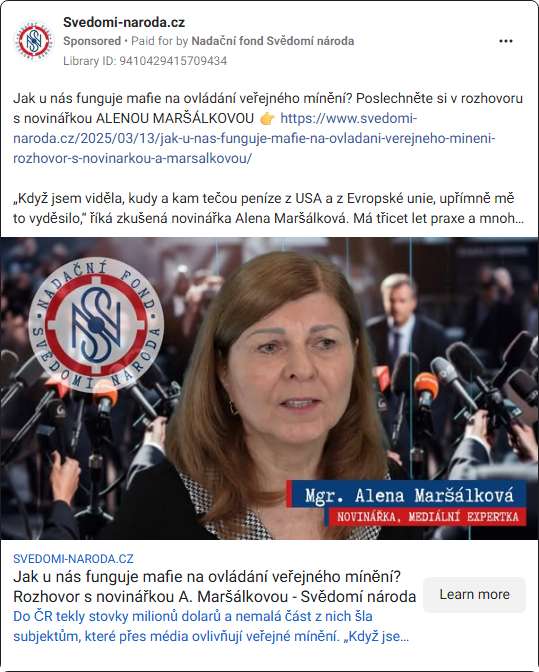 Svedomi-naroda.cz
Sponsored • Paid for by Nadační fond Svědomí národa
Library ID: 9410429415709434
Jak u nás funguje mafie na ovládání veřejného mínění? Poslechněte si v rozhovoru
s novinářkou ALENOU MARŠÁLKOVOU 👉 https://www.svedomi-
naroda.cz/2025/03/13/jak-u-nas-funguje-mafie-na-ovladani-verejneho-mineni-
rozhovor-s-novinarkou-a-marsalkovou/
„Když jsem viděla, kudy a kam tečou peníze z USA a z Evropské unie, upřímně mě
to vyděsilo,“ říká zkušená novinářka Alena Maršálková. Má třicet let praxe a mnoh...
NADAČNÍ FOND
SVĚDOMÍ NÁRODA
Mgr. Alena Maršálková
NOVINÁŘKA, MEDIÁLNÍ EXPERTKA
SVEDOMI-NARODA.CZ
Jak u nás funguje mafie na ovládání veřejného mínění?
Rozhovor s novinářkou A. Maršálkovou - Svědomí národa
Do ČR tekly stovky milionů dolarů a nemalá část z nich šla
subjektům, které přes média ovlivňují veřejné mínění. „Když jse...
Learn more